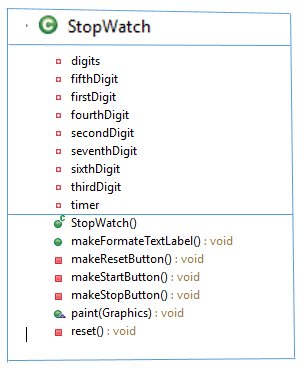 C StopWatch
digits
fifthDigit
firstDigit
fourthDigit
secondDigit
seventhDigit
sixthDigit
thirdDigit
timer
C StopWatch()
makeFormateTextLabel() : void
makeResetButton() : void
makeStartButton() : void
makeStopButton() : void
paint(Graphics) : void
reset() : void